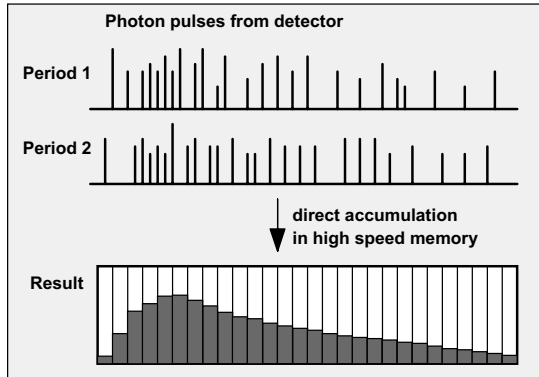 Photon pulses from detector
Period 1
Period 2
direct accumulation
in high speed memory
Result